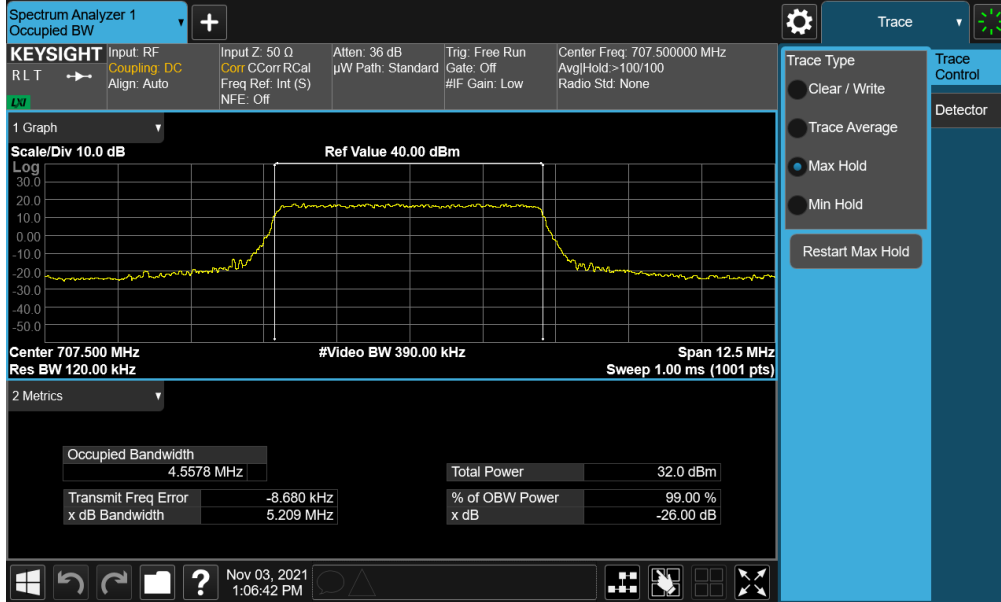 Spectrum Analyzer 1
Occupied BW
+
Trace
KEYSIGHT
R L T
LXI
Input: RF
Coupling: DC
Align: Auto
Input Z: 50 Ω
Corr CCorr RCal
Freq Ref: Int (S)
NFE: Off
Atten: 36 dB
µW Path: Standard
Trig: Free Run
Gate: Off
#IF Gain: Low
Center Freq: 707.500000 MHz
Avg|Hold:>100/100
Radio Std: None
1 Graph
Scale/Div 10.0 dB
Ref Value 40.00 dBm
Log
30.0
20.0
10.0
0.00
-10.0
-20.0
-30.0
-40.0
-50.0
Center 707.500 MHz
#Video BW 390.00 kHz
Span 12.5 MHz
Res BW 120.00 kHz
Sweep 1.00 ms (1001 pts)
2 Metrics
Occupied Bandwidth
4.5578 MHz
Total Power 32.0 dBm
Transmit Freq Error -8.680 kHz
% of OBW Power 99.00 %
x dB Bandwidth 5.209 MHz
x dB -26.00 dB
?
Nov 03, 2021
1:06:42 PM
Trace Type
Clear / Write
Trace Average
Max Hold
Min Hold
Restart Max Hold
Trace
Control
Detector